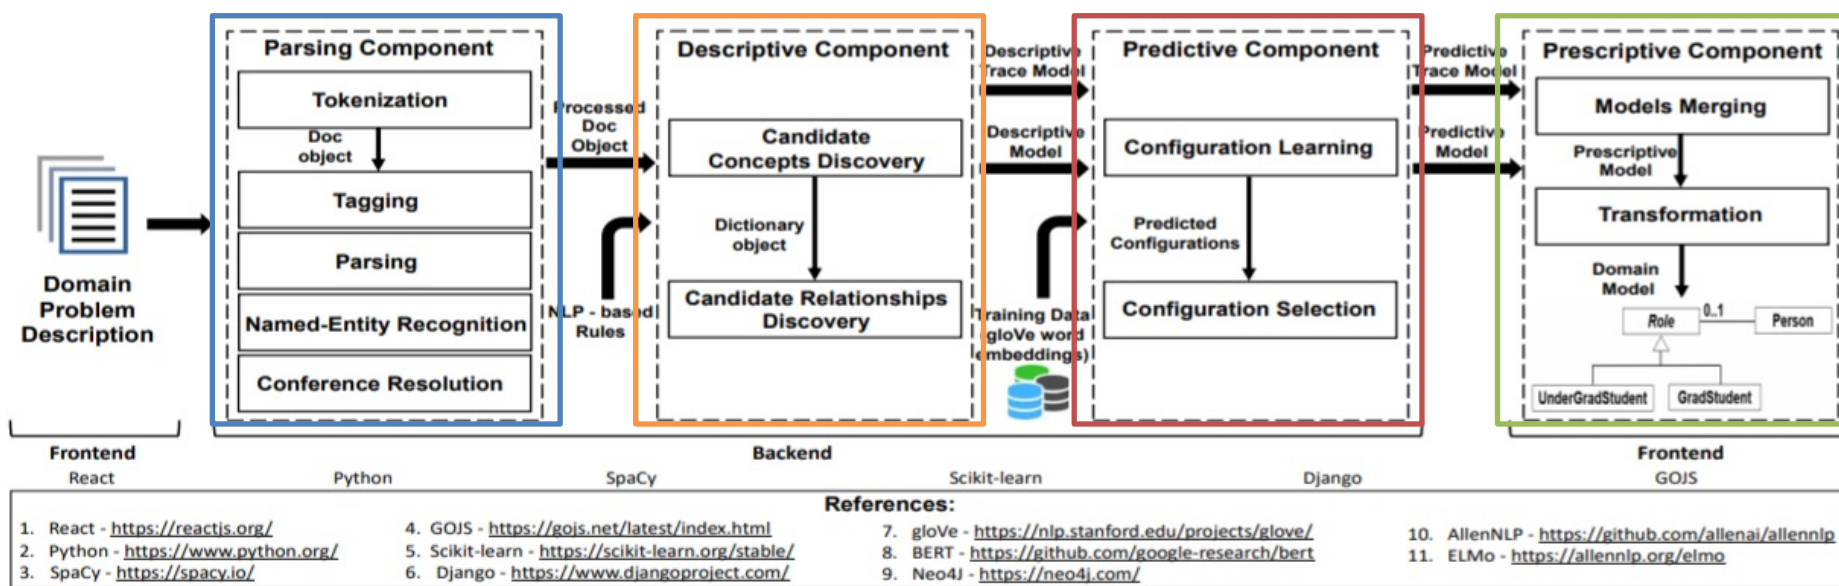 Domain
Problem
Description
Parsing Component
Tokenization
Doc
object
Tagging
Parsing
Named-Entity Recognition
Conference Resolution
Processed
Doc
Object
NLP - based
Rules
Descriptive Component
Candidate
Concepts Discovery
Dictionary
object
Candidate Relationships
Discovery
Descriptive
Trace Model
Descriptive
Model
Training Data
(gloVe word
embeddings)
Predictive Component
Configuration Learning
Predicted
Configurations
Configuration Selection
Predictive
Trace Model
Predictive
Model
Prescriptive Component
Models Merging
Prescriptive
Model
Transformation
Domain
Model
Role
0..1
Person
UnderGradStudent
GradStudent
Frontend
Backend
Frontend
React
Python
SpaCy
Scikit-learn
Django
GOJS
References:
1. React - https://reactjs.org/
2. Python - https://www.python.org/
3. SpaCy - https://spacy.io/
4. GOJS - https://gojs.net/latest/index.html
5. Scikit-learn - https://scikit-learn.org/stable/
6. Django - https://www.djangoproject.com/
7. gloVe - https://nlp.stanford.edu/projects/glove/
8. BERT - https://github.com/google-research/bert
9. Neo4J - https://neo4j.com/
10. AllenNLP - https://github.com/allenai/allennlp
11. ELMo - https://allennlp.org/elmo